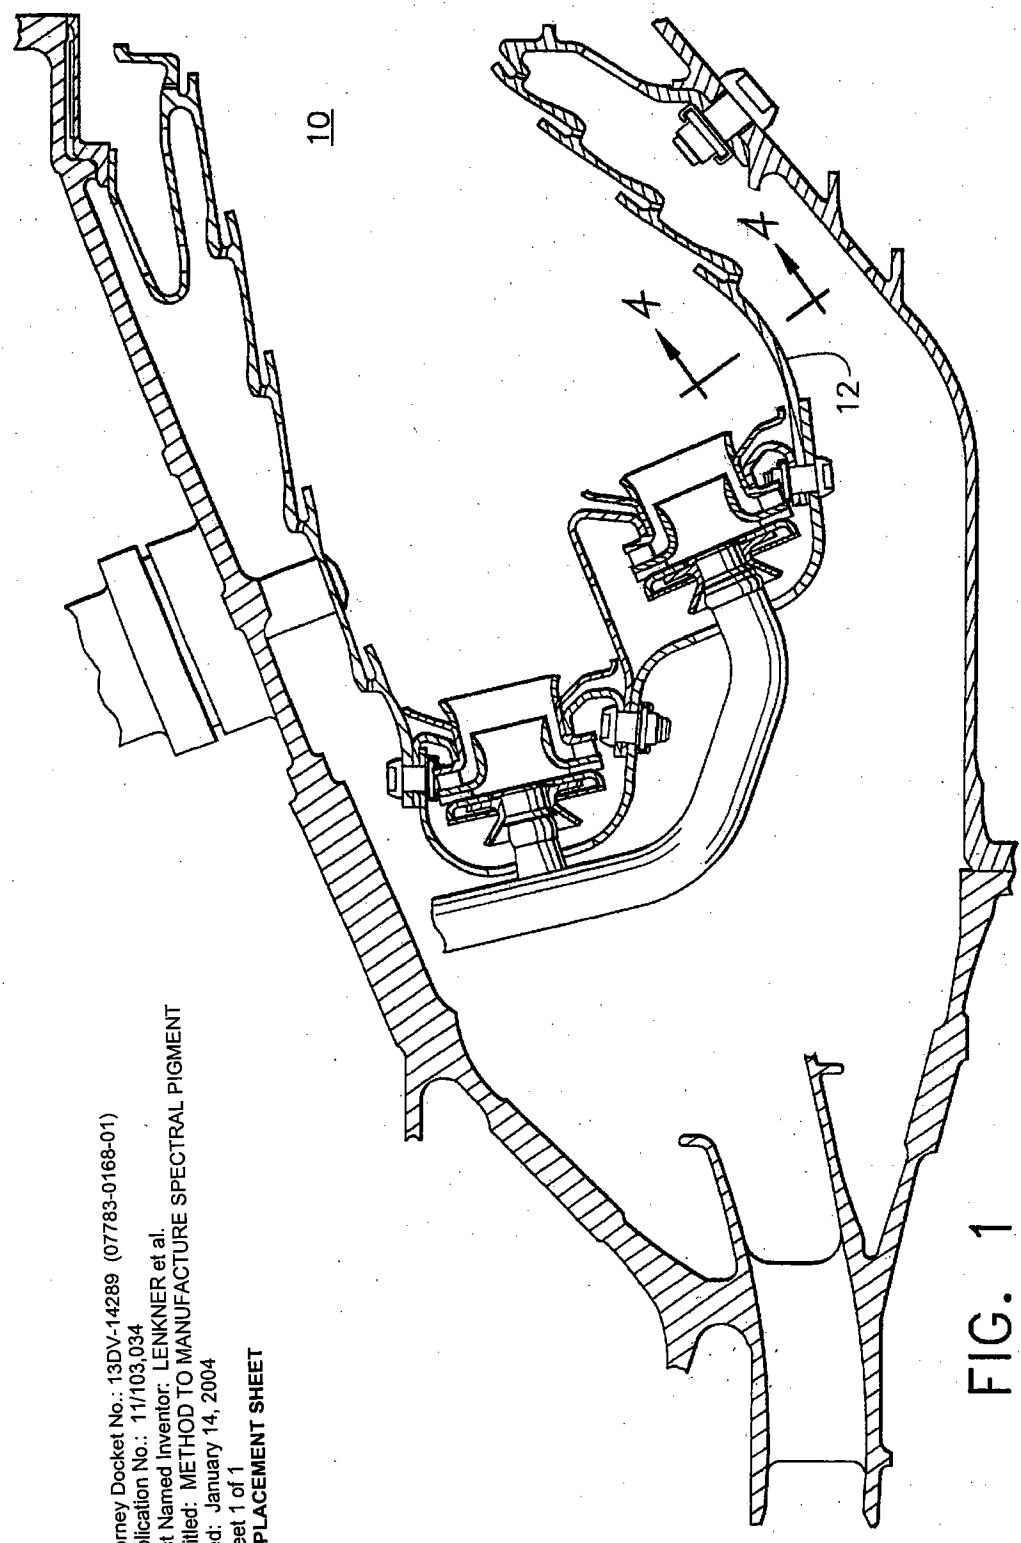 orney Docket No.: 13DV-14289 (07783-0168-01)
plication No.: 11/103,034
t Named Inventor: LENKNER et al.
itled: METHOD TO MANUFACTURE SPECTRAL PIGMENT
d: January 14, 2004
eet 1 of 1
PLACEMENT SHEET
10
4
4
12
FIG. 1